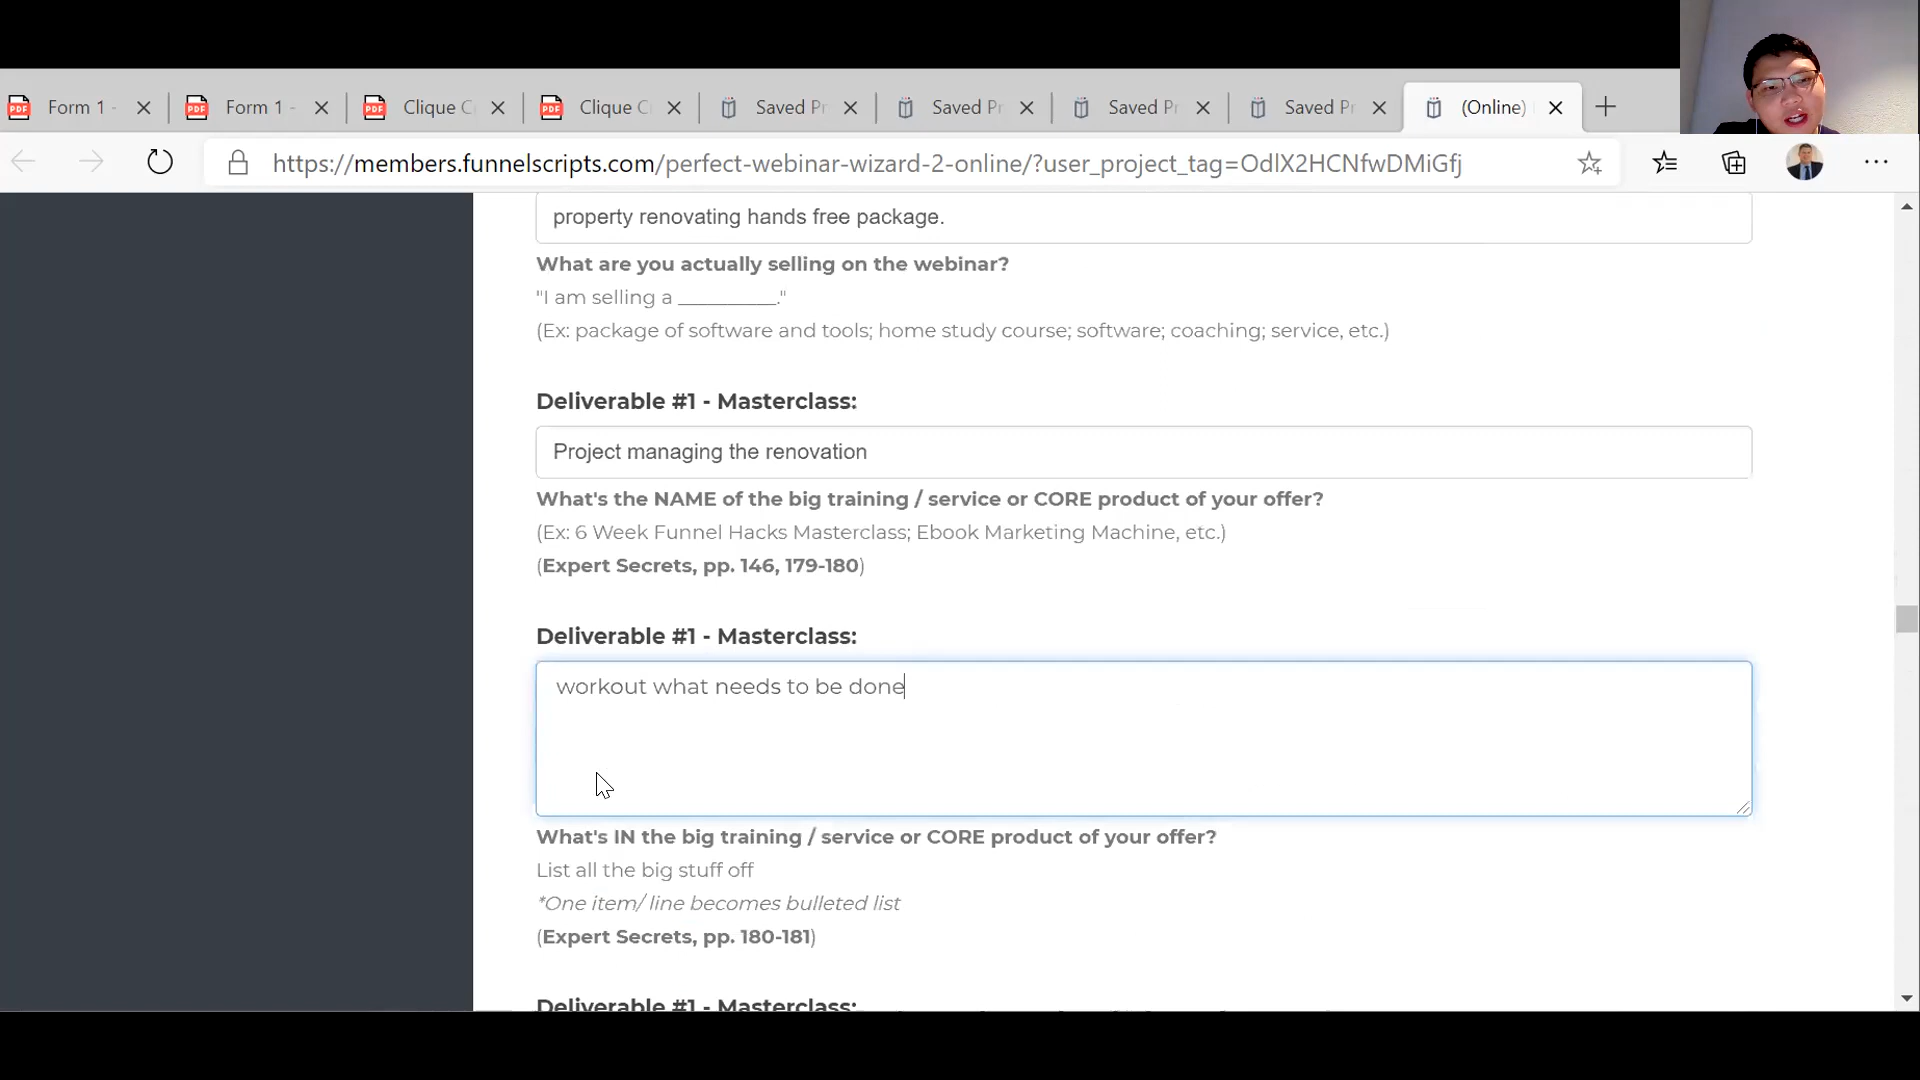 Form 1 -
Form 1 -
Clique C
Clique C
Saved Pr
Saved Pr
Saved Pr
Saved Pr
(Online)
https://members.funnelscripts.com/perfect-webinar-wizard-2-online/?user_project_tag=OdlX2HCNfwDMiGfj
property renovating hands free package.
What are you actually selling on the webinar?
"I am selling a __________."
(Ex: package of software and tools; home study course; software; coaching; service, etc.)
Deliverable #1 - Masterclass:
Project managing the renovation
What's the NAME of the big training / service or CORE product of your offer?
(Ex: 6 Week Funnel Hacks Masterclass; Ebook Marketing Machine, etc.)
(Expert Secrets, pp. 146, 179-180)
Deliverable #1 - Masterclass:
workout what needs to be done
What's IN the big training / service or CORE product of your offer?
List all the big stuff off
*One item/ line becomes bulleted list
(Expert Secrets, pp. 180-181)
Deliverable #1 - Masterclass: